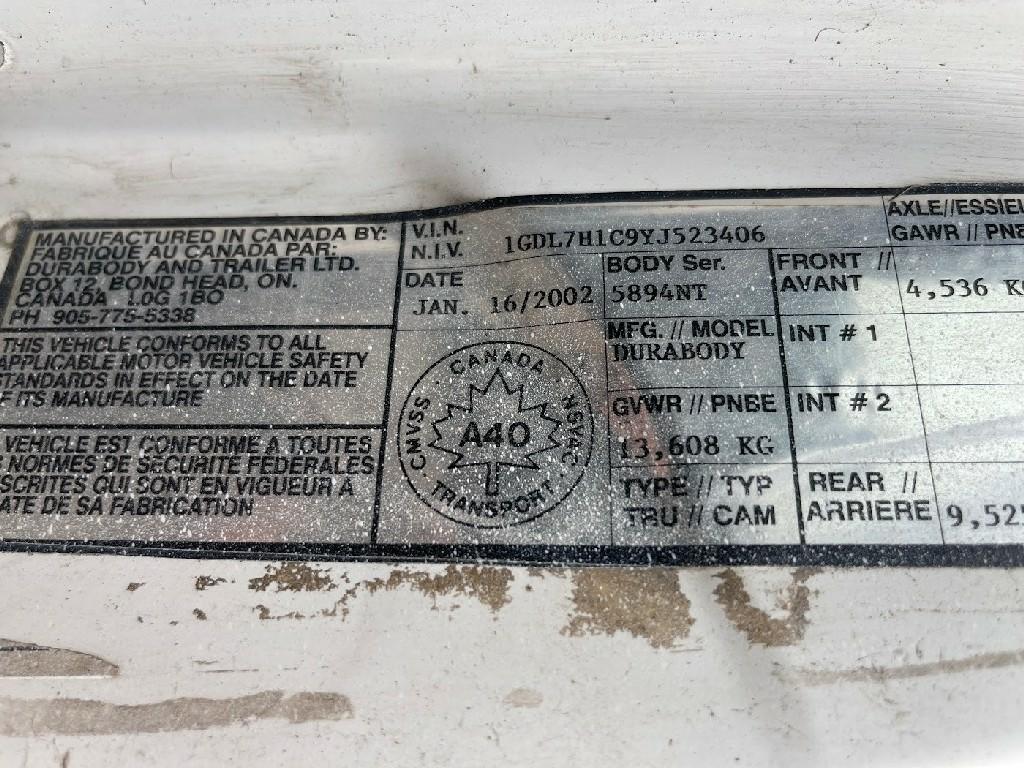 MANUFACTURED IN CANADA BY:
FABRIQUE AU CANADA PAR:
DURABODY AND TRAILER LTD.
BOX 12, BOND HEAD, ON.
CANADA L0G 1B0
PH 905-775-5338
THIS VEHICLE CONFORMS TO ALL
APPLICABLE MOTOR VEHICLE SAFETY
STANDARDS IN EFFECT ON THE DATE
OF ITS MANUFACTURE
VEHICLE EST CONFORME A TOUTES
NORMES DE SECURITE FEDERALES
SCRITES QUI SONT EN VIGUEUR A
ATE DE SA FABRICATION
V.I.N.
N.I.V. 1GDL7H1C9YJ523406
DATE
JAN. 16/2002
CANADA
CMVSS · NSVAC
A40
TRANSPORT
BODY Ser.
5894NT
MFG. // MODEL
DURABODY
GVWR // PNBE
13,608 KG
TYPE // TYP
TRU // CAM
AXLE//ESSIEU
GAWR // PNBE
FRONT //
AVANT 4,536 KG
INT # 1
INT # 2
REAR //
ARRIERE 9,525